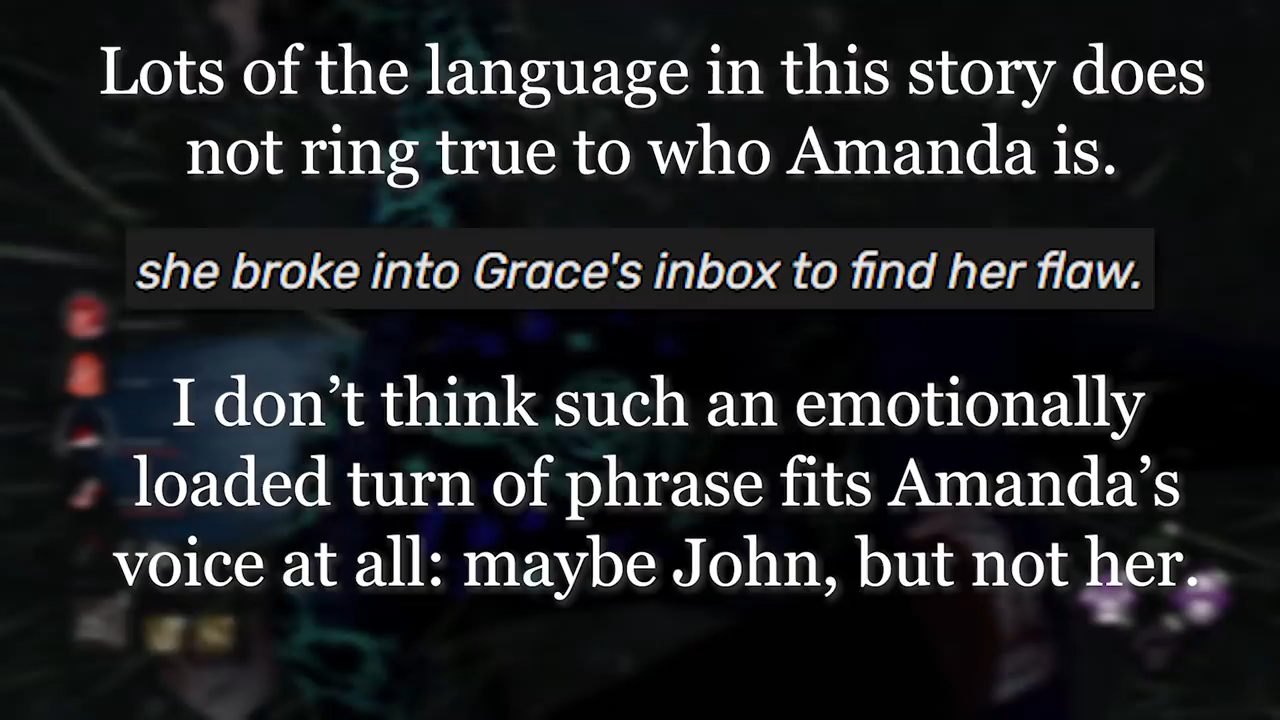 Lots of the language in this story does
not ring true to who Amanda is.
she broke into Grace's inbox to find her flaw.
I don’t think such an emotionally
loaded turn of phrase fits Amanda’s
voice at all: maybe John, but not her.